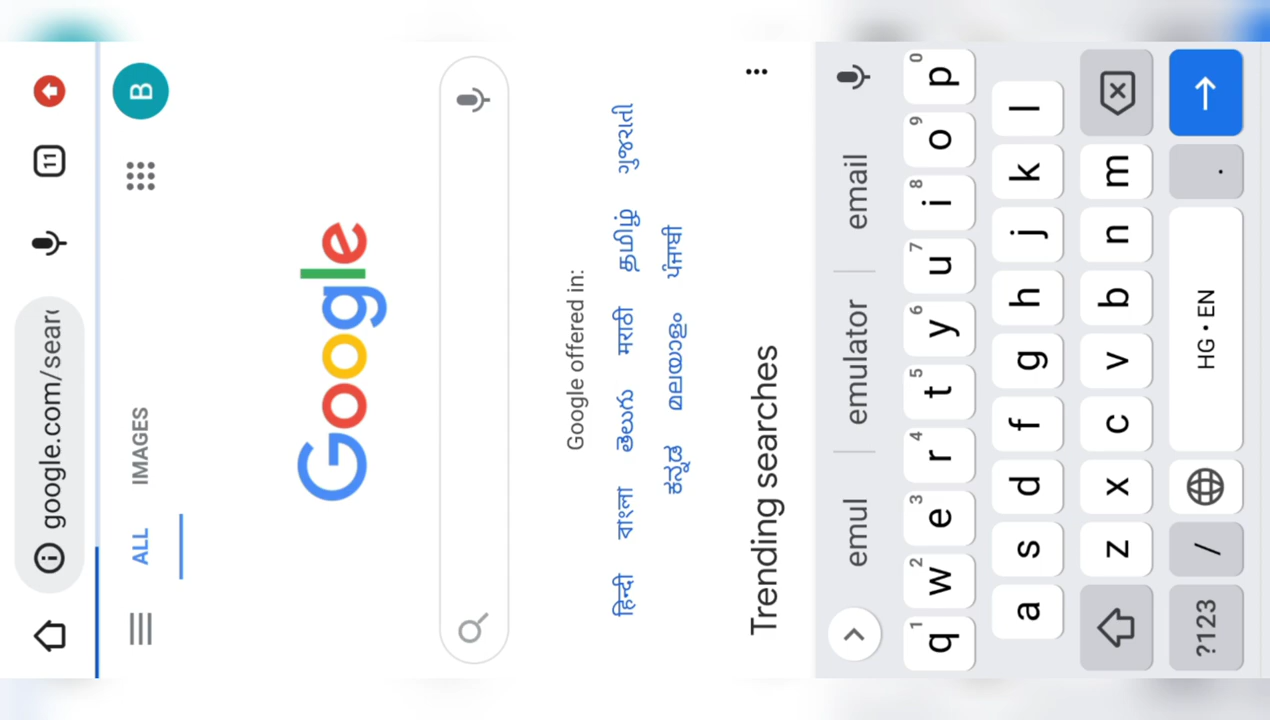 google.com/sear
11
ALL IMAGES
B
Google
Google offered in:
हिन्दी বাংলা తెలుగు मराठी தமிழ் ગુજરાતી
ಕನ್ನಡ മലയാളം ਪੰਜਾਬੀ
Trending searches
emul emulator email
q 1 w 2 e 3 r 4 t 5 y 6 u 7 i 8 o 9 p 0
a s d f g h j k l
z x c v b n m
?123 / HG • EN .